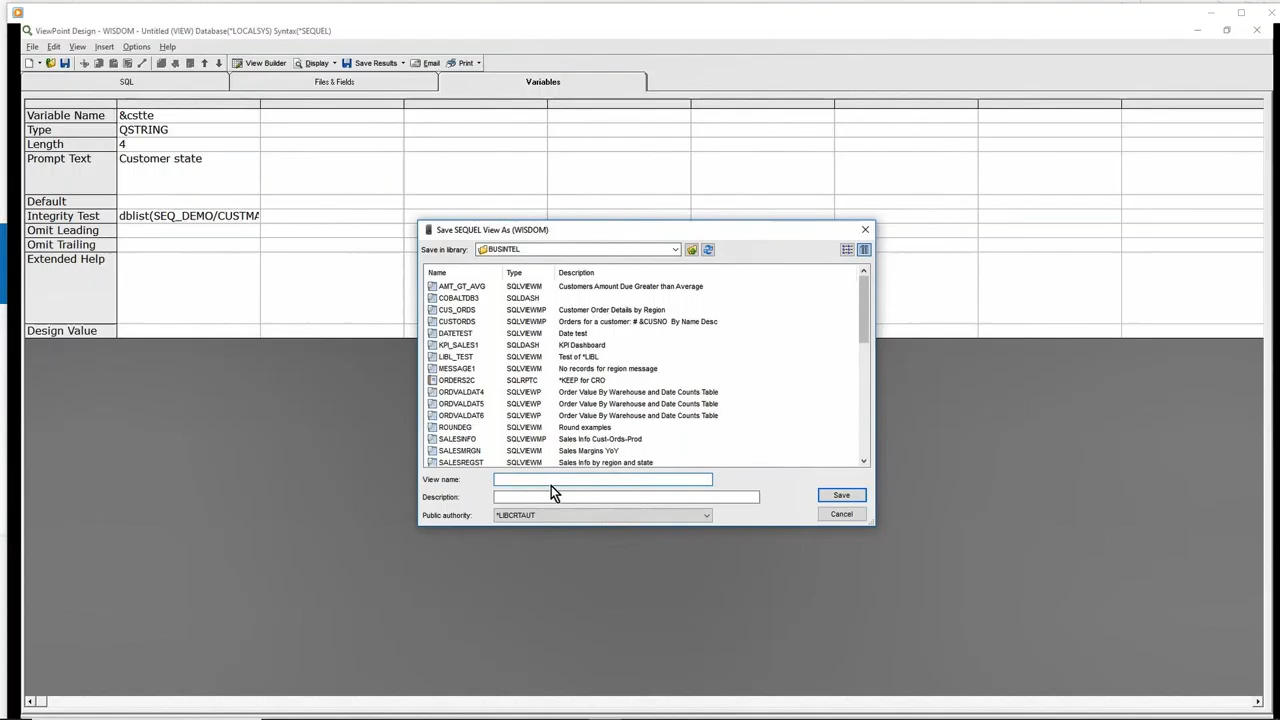 ViewPoint Design - WISDOM - Untitled (VIEW) Database(*LOCALSYS) Syntax(*SEQUEL)
File Edit View Insert Options Help
View Builder Display Save Results Email Print
SQL Files & Fields Variables
Variable Name &cstte
Type QSTRING
Length 4
Prompt Text Customer state
Default
Integrity Test dblist(SEQ_DEMO/CUSTMA
Omit Leading
Omit Trailing
Extended Help
Design Value
Save SEQUEL View As (WISDOM)
Save in library: BUSINTEL
Name Type Description
AMT_GT_AVG SQLVIEWM Customers Amount Due Greater than Average
COBALTDB3 SQLDASH
CUS_ORDS SQLVIEWMP Customer Order Details by Region
CUSTORDS SQLVIEWMP Orders for a customer: # &CUSNO By Name Desc
DATETEST SQLVIEWM Date test
KPI_SALES1 SQLDASH KPI Dashboard
LIBL_TEST SQLVIEWM Test of *LIBL
MESSAGE1 SQLVIEWM No records for region message
ORDERS2C SQLRPTC *KEEP for CRO
ORDVALDAT4 SQLVIEWP Order Value By Warehouse and Date Counts Table
ORDVALDAT5 SQLVIEWP Order Value By Warehouse and Date Counts Table
ORDVALDAT6 SQLVIEWP Order Value By Warehouse and Date Counts Table
ROUNDEG SQLVIEWM Round examples
SALESINFO SQLVIEWMP Sales Info Cust-Ords-Prod
SALESMRGN SQLVIEWM Sales Margins YoY
SALESREGST SQLVIEWM Sales Info by region and state
View name:
Description:
Save
Public authority: *LIBCRTAUT
Cancel